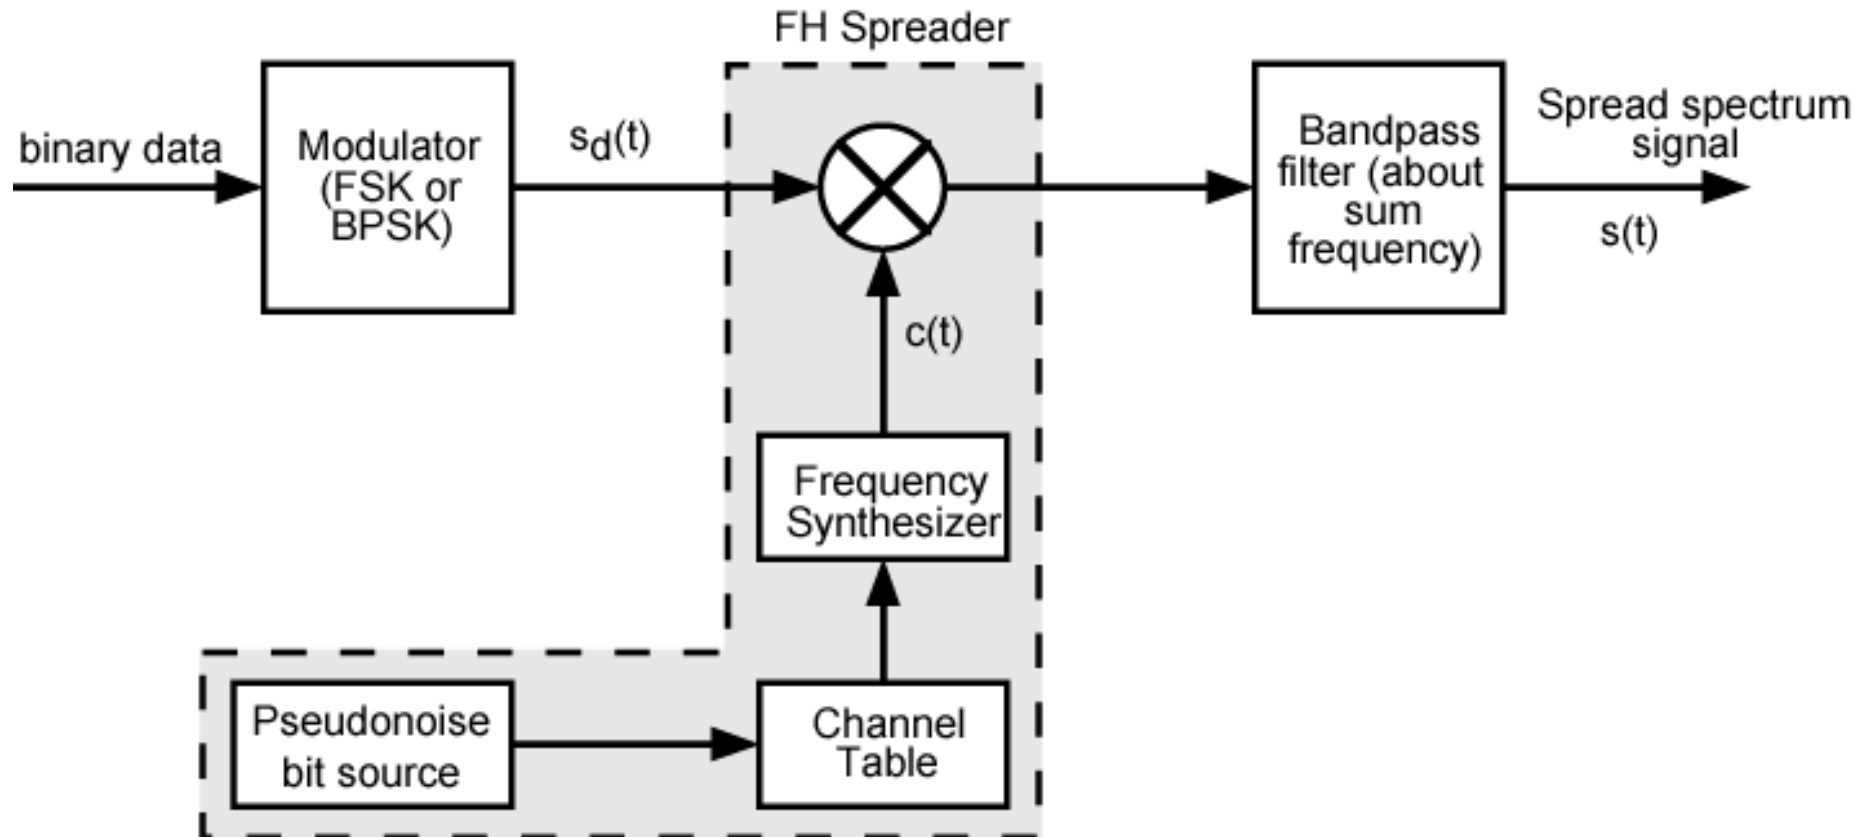 FH Spreader
binary data
Modulator
(FSK or
BPSK)
s_d(t)
Bandpass
filter (about
sum
frequency)
Spread spectrum
signal
s(t)
c(t)
Frequency
Synthesizer
Pseudonoise
bit source
Channel
Table